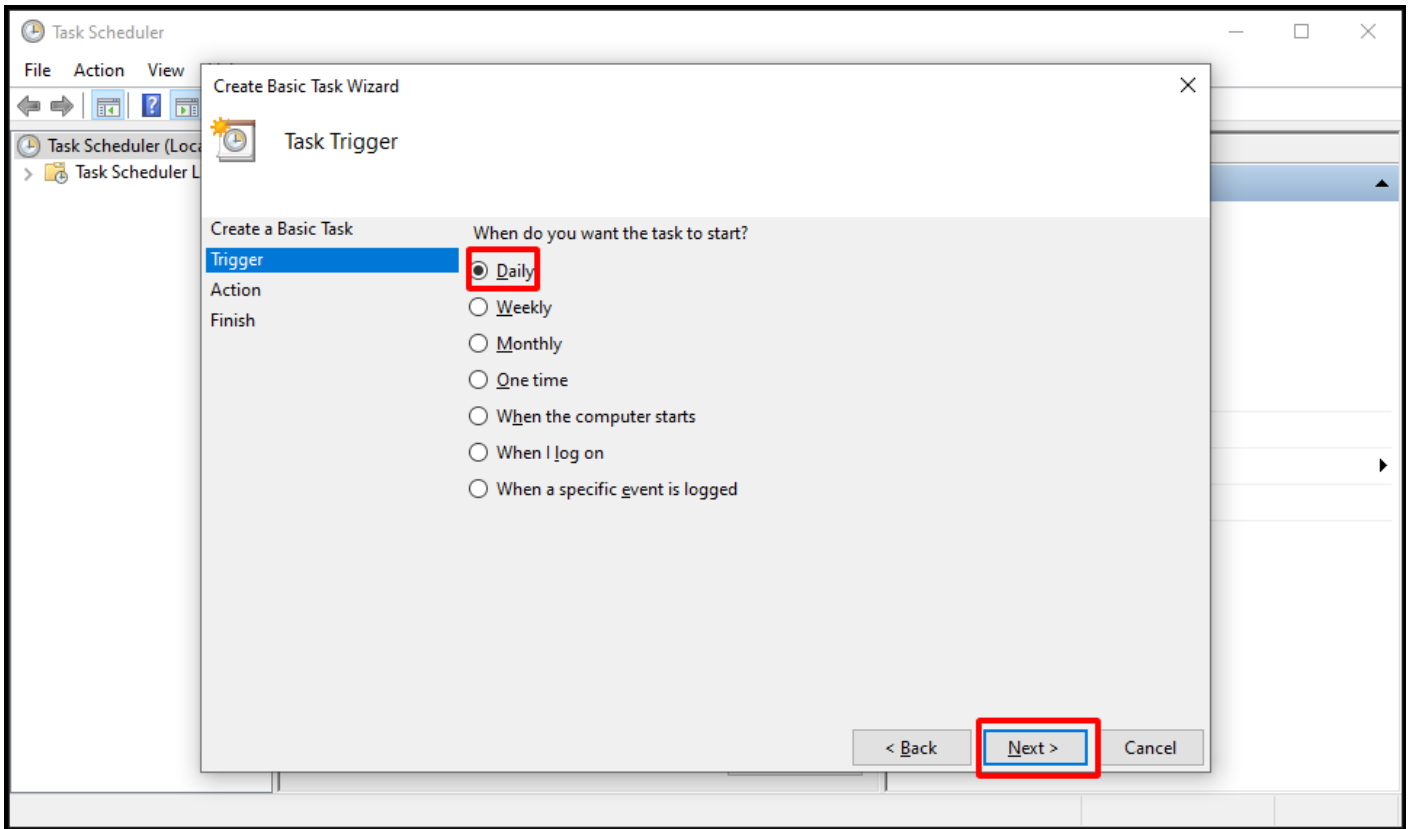 Task Scheduler
File Action View
Create Basic Task Wizard
Task Trigger
Task Scheduler (Loca
Task Scheduler L
Create a Basic Task
Trigger
Action
Finish
When do you want the task to start?
Daily
Weekly
Monthly
One time
When the computer starts
When I log on
When a specific event is logged
< Back
Next >
Cancel